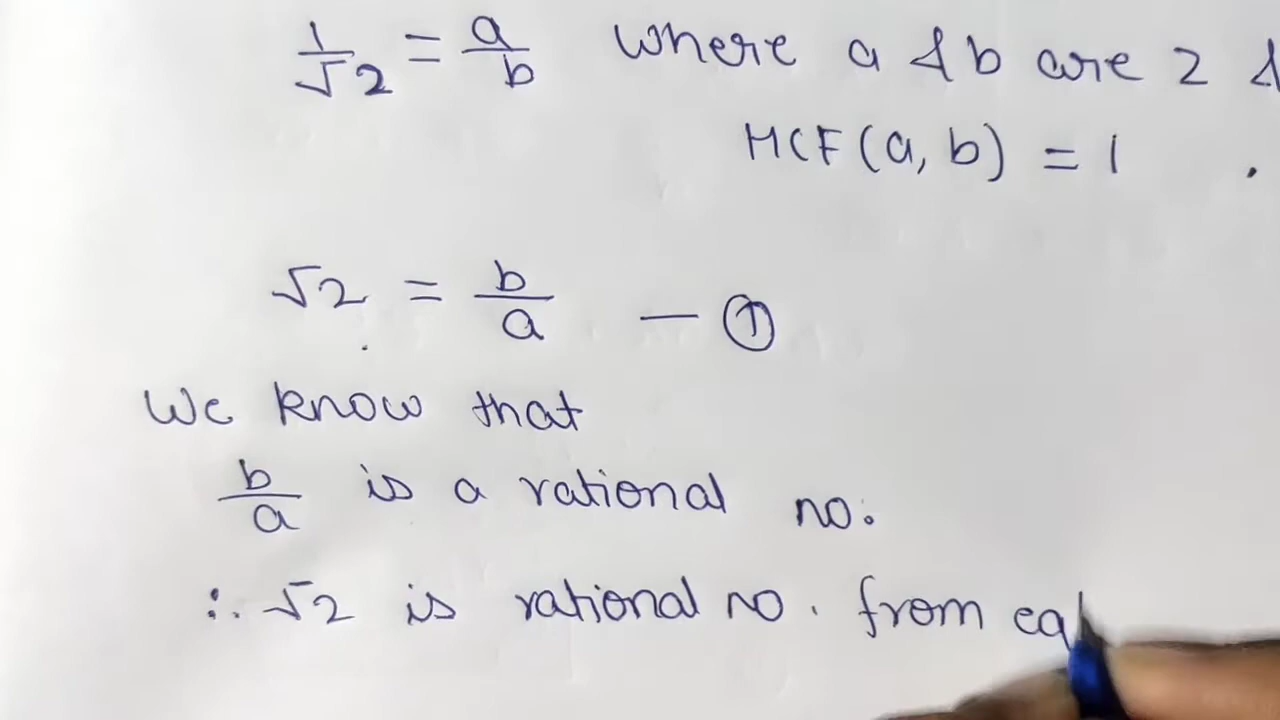 1/√2 = a/b where a & b are 2
HCF(a, b) = 1 .
√2 = b/a — ①
We know that
b/a is a rational no.
∴ √2 is rational no. from eq